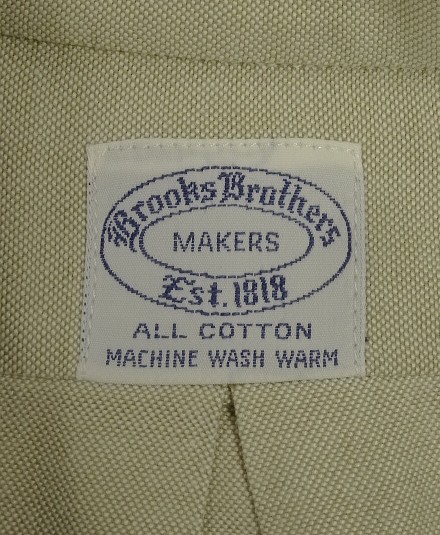 Brooks Brothers
MAKERS
Est. 1818
ALL COTTON
MACHINE WASH WARM